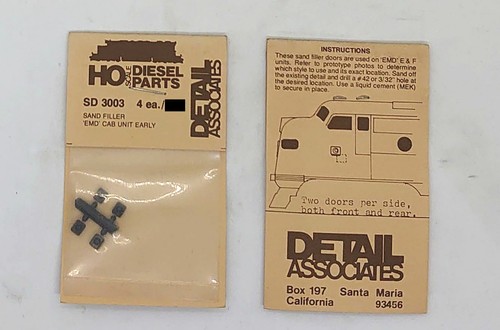 HO SCALE DIESEL
PARTS
SD 3003 4 ea./
SAND FILLER
'EMD' CAB UNIT EARLY
DETAIL
ASSOCIATES
INSTRUCTIONS
These sand filler doors are used on 'EMD' E & F
units. Refer to prototype photos to determine
which style to use and its exact location. Sand off
the existing detail and drill a # 42 or 3/32" hole at
the desired location. Use a liquid cement (MEK)
to secure in place.
Two doors per side,
both front and rear.
DETAIL
ASSOCIATES
Box 197 Santa Maria
California 93456